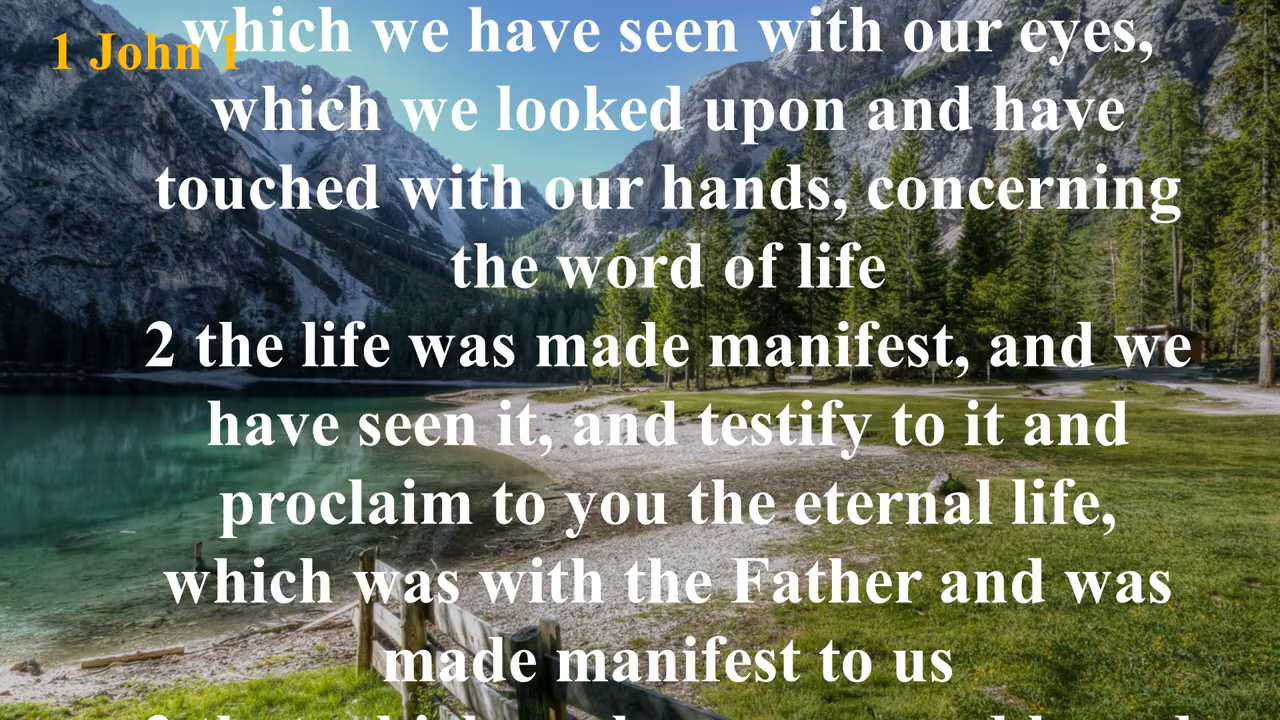 1 John 1
which we have seen with our eyes,
which we looked upon and have
touched with our hands, concerning
the word of life
2 the life was made manifest, and we
have seen it, and testify to it and
proclaim to you the eternal life,
which was with the Father and was
made manifest to us